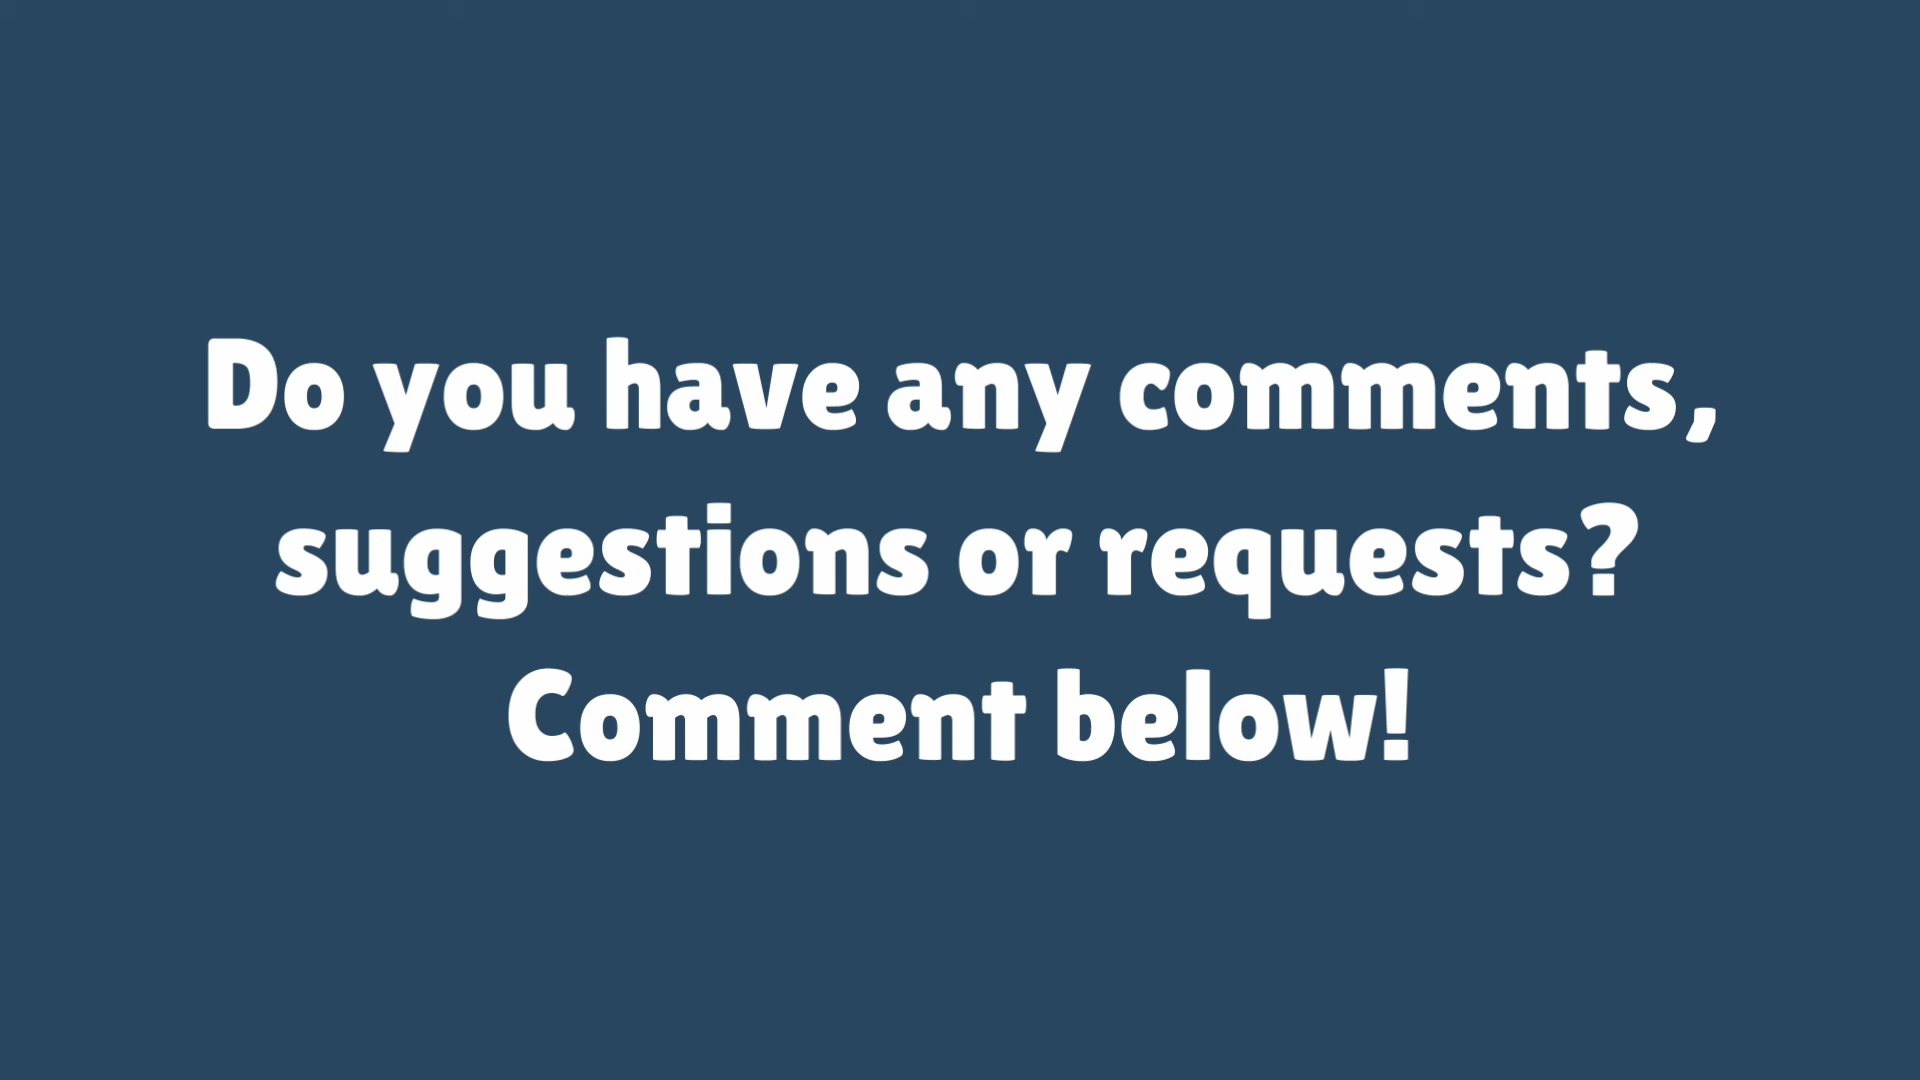 Do you have any comments,
suggestions or requests?
Comment below!